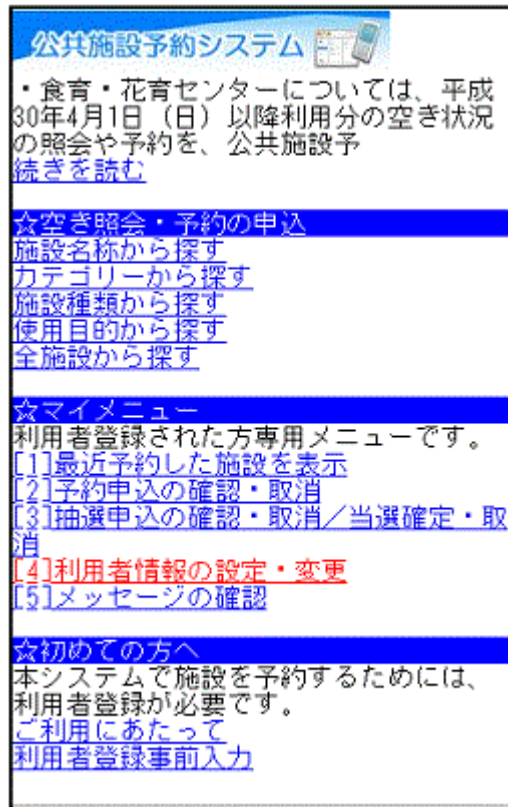 公共施設予約システム
・食育・花育センターについては、平成
30年4月1日（日）以降利用分の空き状況
の照会や予約を、公共施設予
続きを読む
☆空き照会・予約の申込
施設名称から探す
カテゴリーから探す
施設種類から探す
使用目的から探す
全施設から探す
☆マイメニュー
利用者登録された方専用メニューです。
[1]最近予約した施設を表示
[2]予約申込の確認・取消
[3]抽選申込の確認・取消／当選確定・取
消
[4]利用者情報の設定・変更
[5]メッセージの確認
☆初めての方へ
本システムで施設を予約するためには、
利用者登録が必要です。
ご利用にあたって
利用者登録事前入力